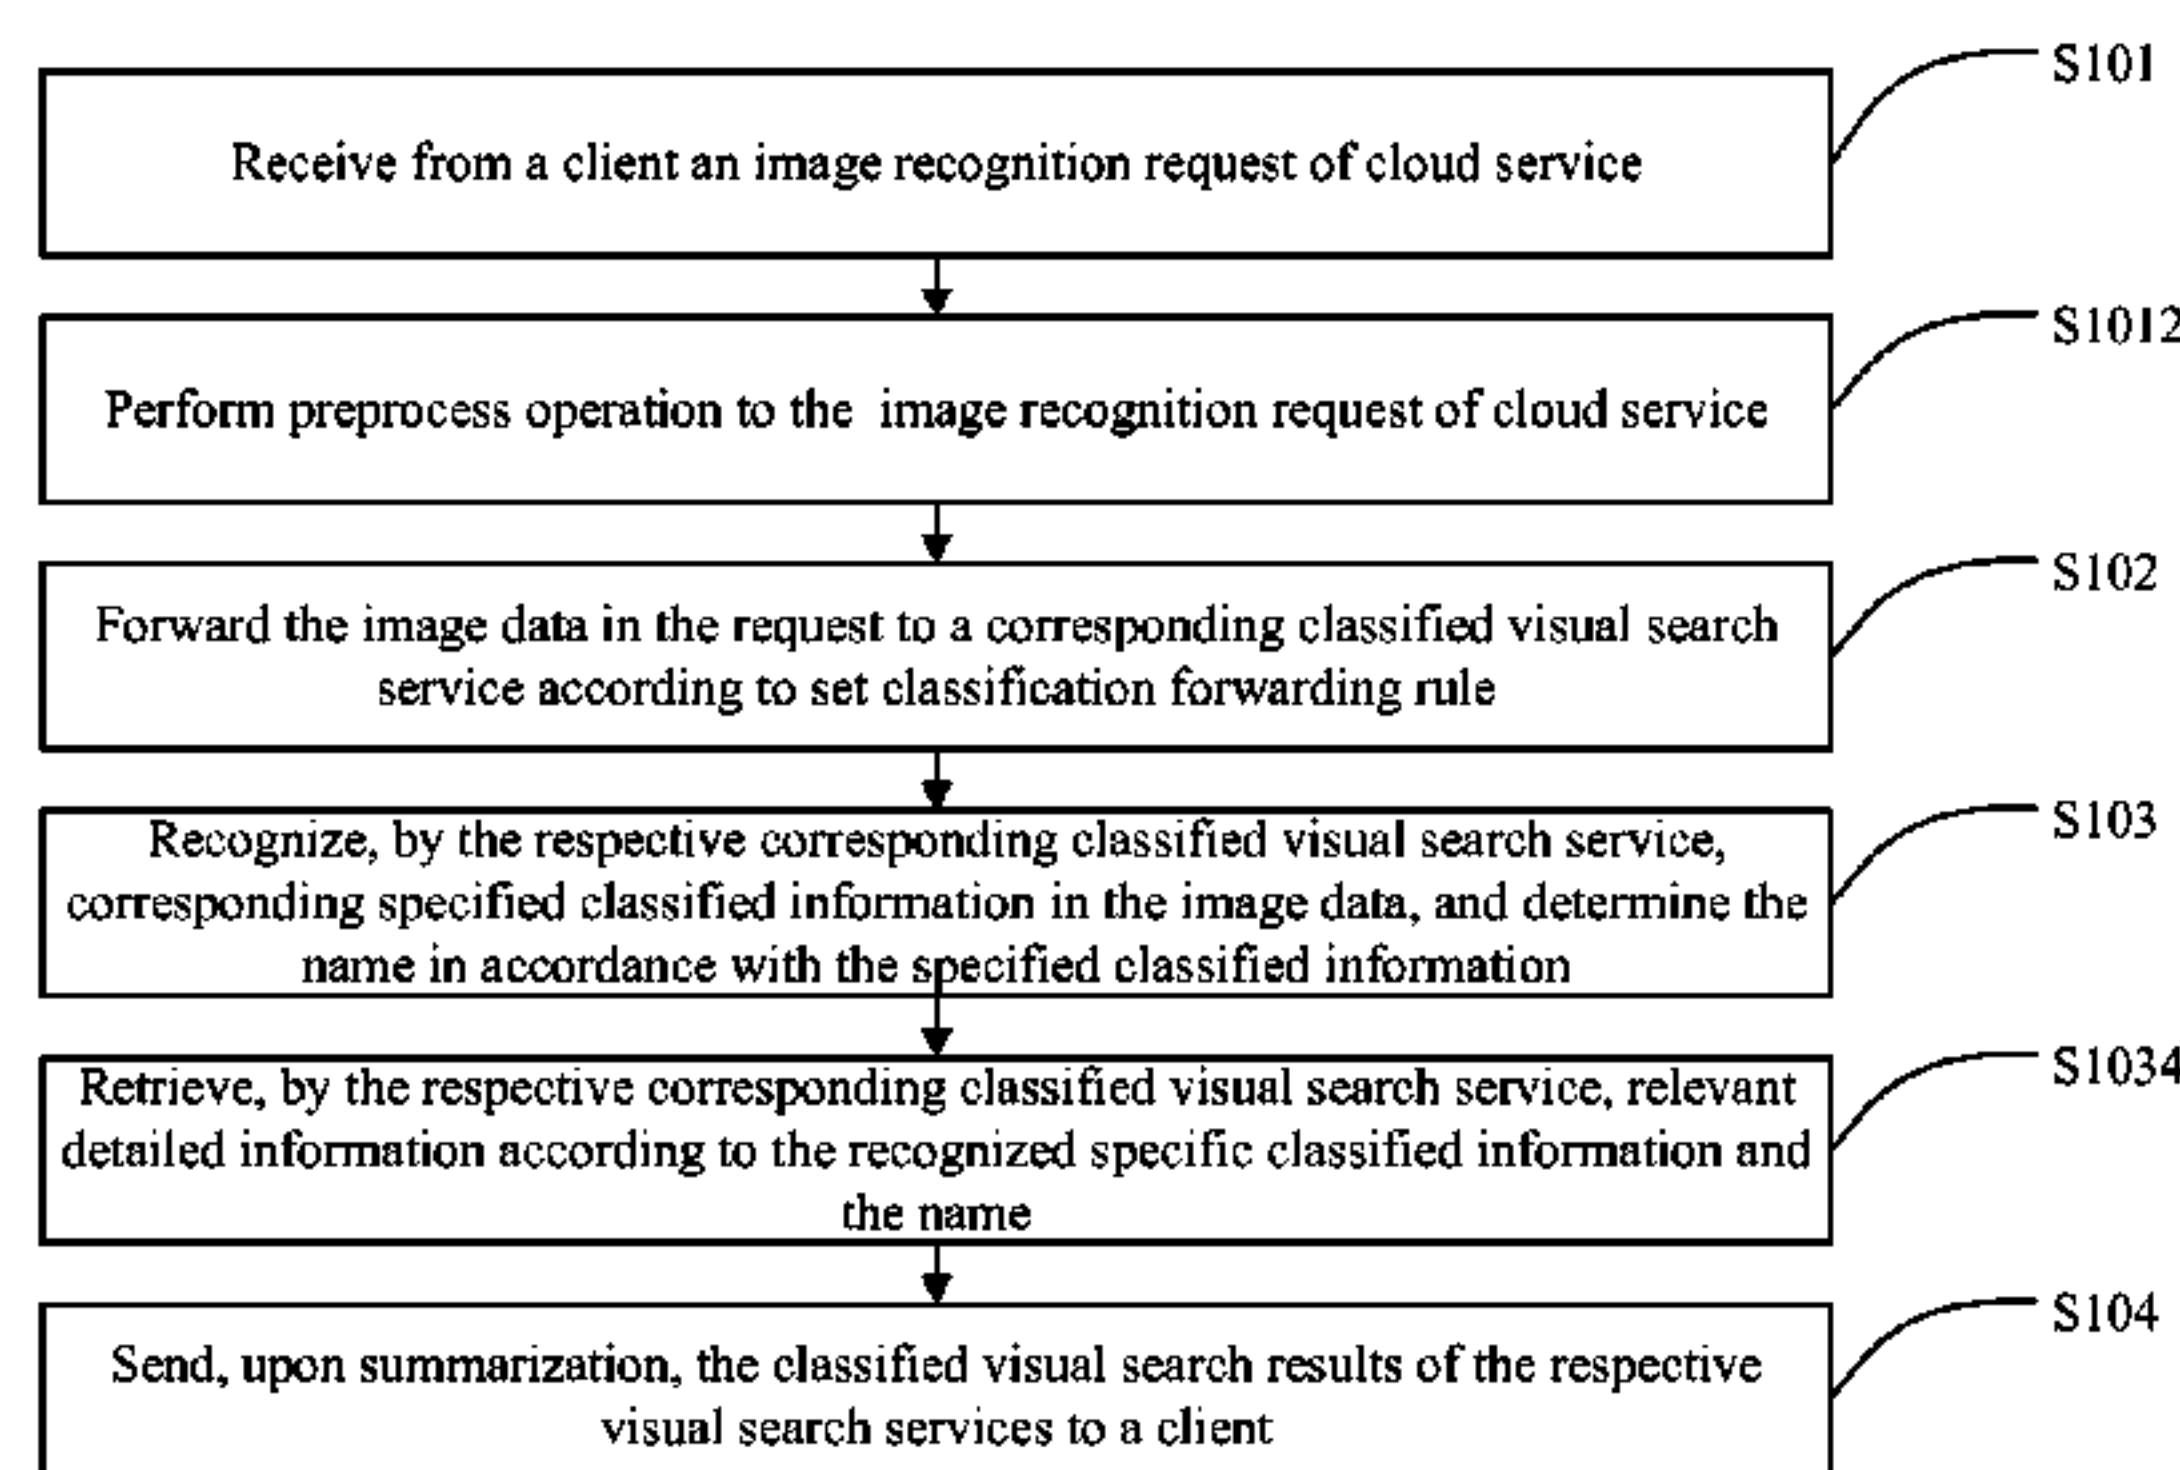 S101
Receive from a client an image recognition request of cloud service
S1012
Perform preprocess operation to the image recognition request of cloud service
S102
Forward the image data in the request to a corresponding classified visual search
service according to set classification forwarding rule
S103
Recognize, by the respective corresponding classified visual search service,
corresponding specified classified information in the image data, and determine the
name in accordance with the specified classified information
S1034
Retrieve, by the respective corresponding classified visual search service, relevant
detailed information according to the recognized specific classified information and
the name
S104
Send, upon summarization, the classified visual search results of the respective
visual search services to a client